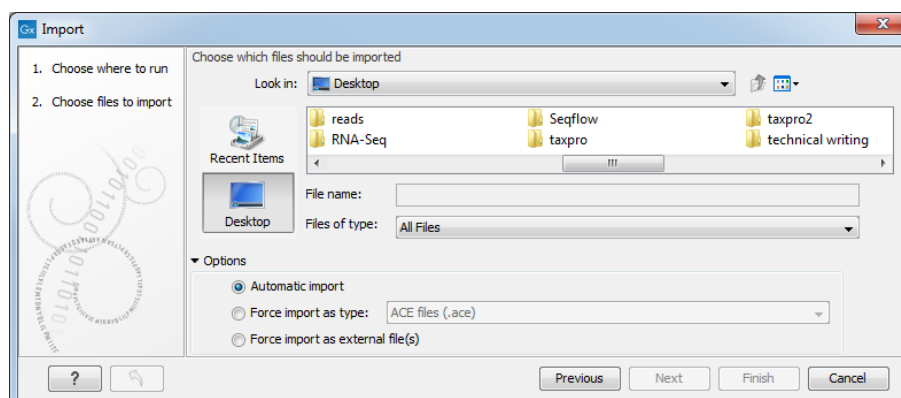 Gx Import
Choose which files should be imported
1. Choose where to run
2. Choose files to import
Look in: Desktop
Recent Items
Desktop
reads Seqflow taxpro2
RNA-Seq taxpro technical writing
File name:
Files of type: All Files
Options
Automatic import
Force import as type: ACE files (.ace)
Force import as external file(s)
? Previous Next Finish Cancel